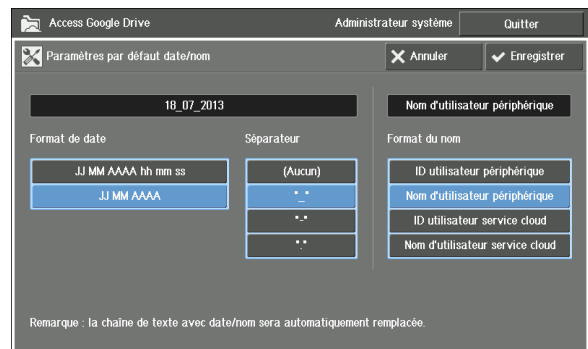 Access Google Drive
Administrateur système
Quitter
Paramètres par défaut date/nom
Annuler
Enregistrer
18_07_2013
Nom d'utilisateur périphérique
Format de date
Séparateur
Format du nom
JJ MM AAAA hh mm ss
(Aucun)
ID utilisateur périphérique
JJ MM AAAA
"_"
Nom d'utilisateur périphérique
"-"
ID utilisateur service cloud
"."
Nom d'utilisateur service cloud
Remarque : la chaîne de texte avec date/nom sera automatiquement remplacée.